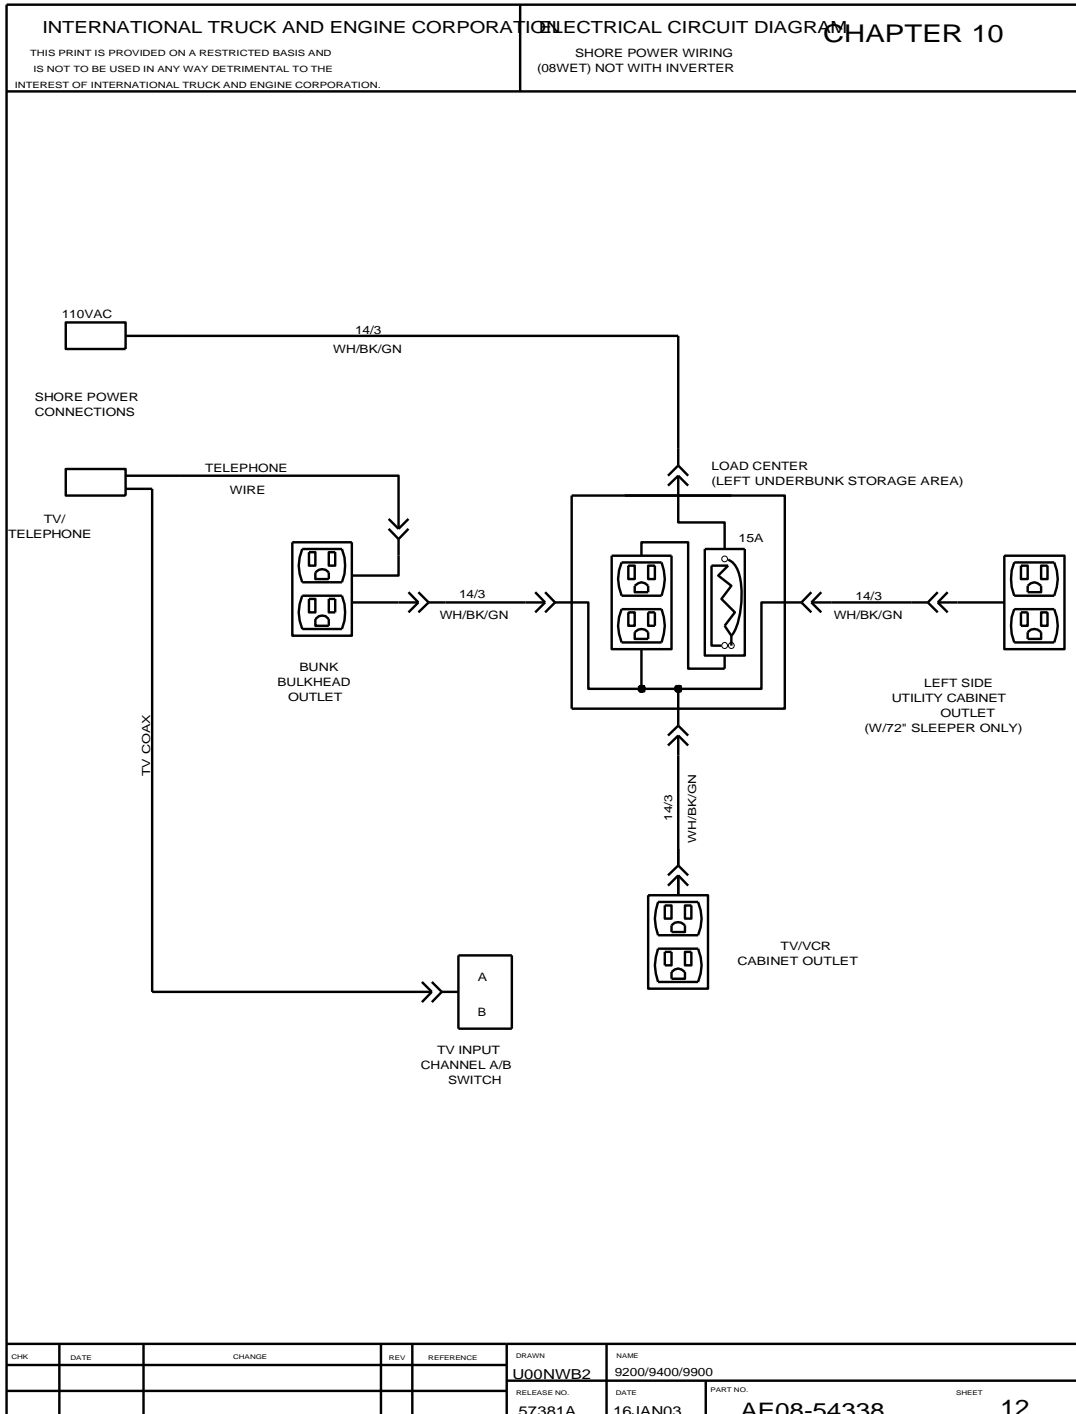 INTERNATIONAL TRUCK AND ENGINE CORPORATION
THIS PRINT IS PROVIDED ON A RESTRICTED BASIS AND
IS NOT TO BE USED IN ANY WAY DETRIMENTAL TO THE
INTEREST OF INTERNATIONAL TRUCK AND ENGINE CORPORATION.
ELECTRICAL CIRCUIT DIAGRAM
SHORE POWER WIRING
(08WET) NOT WITH INVERTER
CHAPTER 10
110VAC
14/3
WH/BK/GN
SHORE POWER
CONNECTIONS
TELEPHONE
WIRE
TV/
TELEPHONE
LOAD CENTER
(LEFT UNDERBUNK STORAGE AREA)
15A
14/3
WH/BK/GN
14/3
WH/BK/GN
BUNK
BULKHEAD
OUTLET
LEFT SIDE
UTILITY CABINET
OUTLET
(W/72" SLEEPER ONLY)
TV COAX
14/3
WH/BK/GN
TV/VCR
CABINET OUTLET
A
B
TV INPUT
CHANNEL A/B
SWITCH
CHK
DATE
CHANGE
REV
REFERENCE
DRAWN
U00NWB2
NAME
9200/9400/9900
RELEASE NO.
57381A
DATE
16JAN03
PART NO.
AE08-54338
SHEET
12